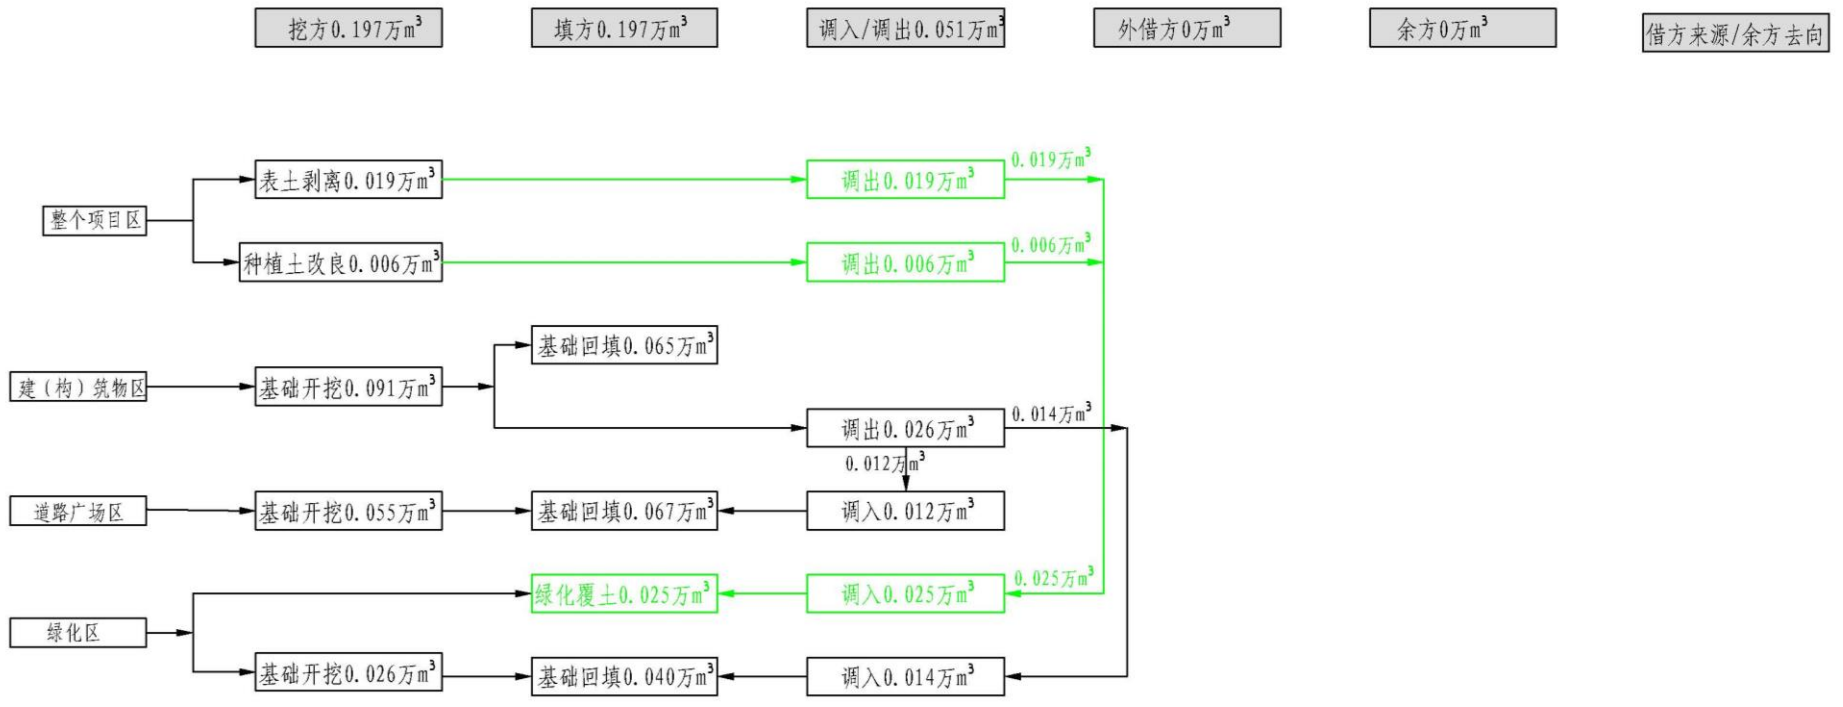 挖方0.197万m³
填方0.197万m³
调入/调出0.051万m³
外借方0万m³
余方0万m³
借方来源/余方去向
整个项目区
表土剥离0.019万m³
调出0.019万m³
0.019万m³
种植土改良0.006万m³
调出0.006万m³
0.006万m³
建(构)筑物区
基础开挖0.091万m³
基础回填0.065万m³
调出0.026万m³
0.014万m³
0.012万m³
道路广场区
基础开挖0.055万m³
基础回填0.067万m³
调入0.012万m³
绿化区
绿化覆土0.025万m³
调入0.025万m³
0.025万m³
基础开挖0.026万m³
基础回填0.040万m³
调入0.014万m³